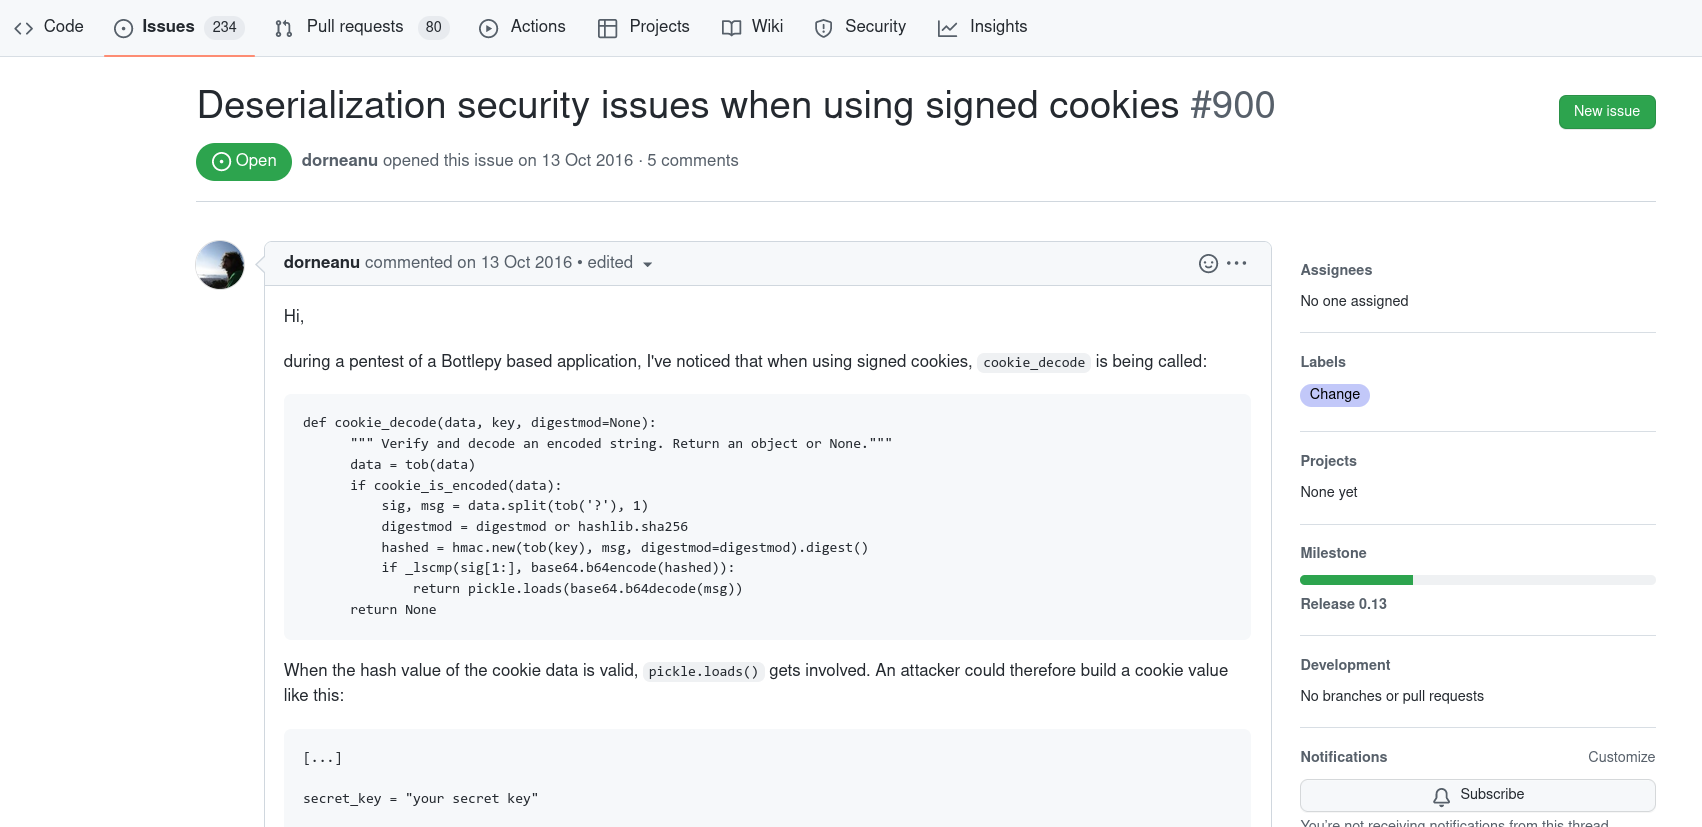 Code Issues 234 Pull requests 80 Actions Projects Wiki Security Insights
Deserialization security issues when using signed cookies #900
New issue
Open dorneanu opened this issue on 13 Oct 2016 · 5 comments
dorneanu commented on 13 Oct 2016 • edited
Hi,
during a pentest of a Bottlepy based application, I've noticed that when using signed cookies, cookie_decode is being called:
def cookie_decode(data, key, digestmod=None):
      """ Verify and decode an encoded string. Return an object or None."""
      data = tob(data)
      if cookie_is_encoded(data):
          sig, msg = data.split(tob('?'), 1)
          digestmod = digestmod or hashlib.sha256
          hashed = hmac.new(tob(key), msg, digestmod=digestmod).digest()
          if _lscmp(sig[1:], base64.b64encode(hashed)):
              return pickle.loads(base64.b64decode(msg))
      return None
When the hash value of the cookie data is valid, pickle.loads() gets involved. An attacker could therefore build a cookie value
like this:
[...]
secret_key = "your secret key"
Assignees
No one assigned
Labels
Change
Projects
None yet
Milestone
Release 0.13
Development
No branches or pull requests
Notifications Customize
Subscribe
You're not receiving notifications from this thread.